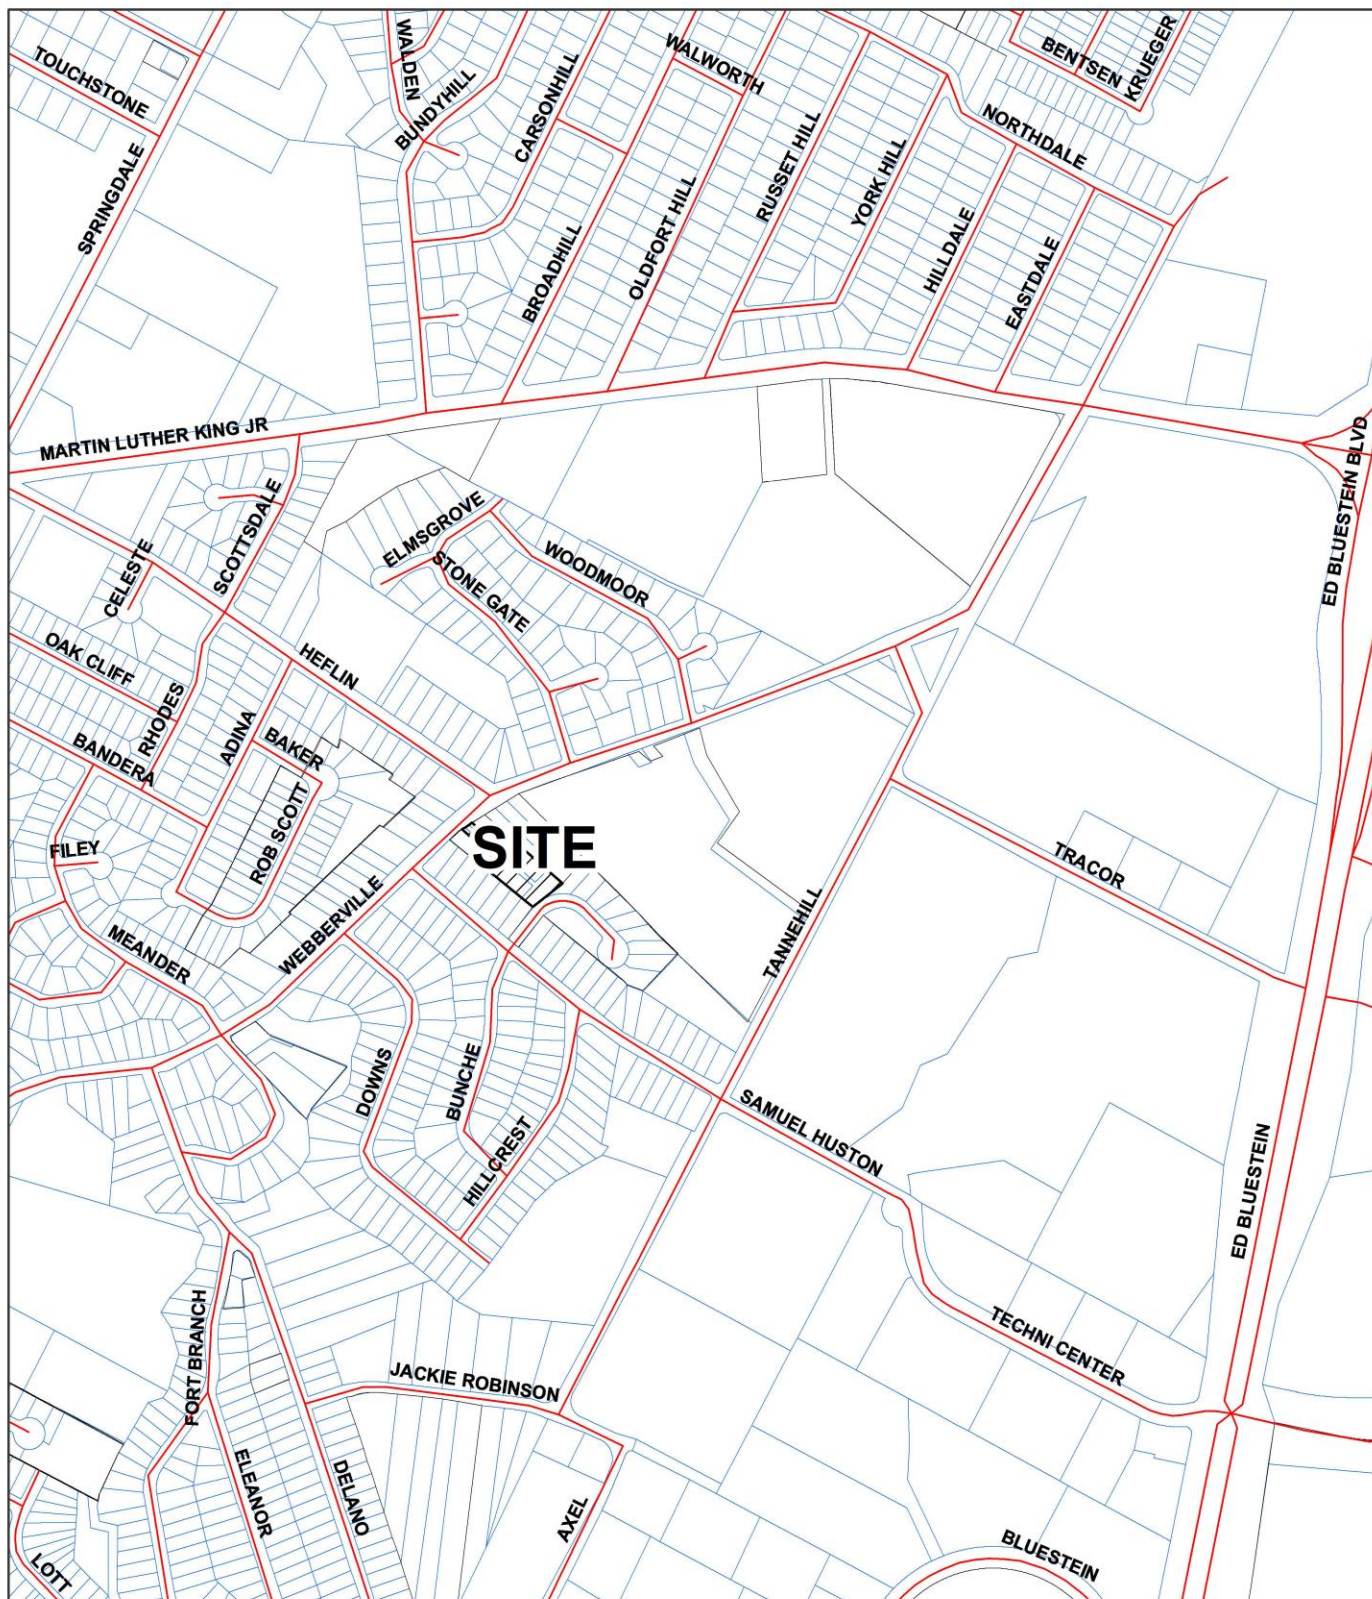 TOUCHSTONE
WALDEN
BUNDYHILL
CARSONHILL
WALWORTH
BENTSEN
KRUEGER
NORTHDALE
SPRINGDALE
RUSSET HILL
YORK HILL
OLDFORT HILL
BROADHILL
HILLDALE
EASTDALE
MARTIN LUTHER KING JR
ED BLUESTEIN BLVD
ELMSGROVE
SCOTTSDALE
WOODMOOR
STONE GATE
CELESTE
OAK CLIFF
HEFLIN
RHODES
ADINA
BAKER
BANDERA
ROB SCOTT
FILEY
SITE
TRACOR
WEBBERVILLE
TANNEHILL
MEANDER
DOWNS
BUNCHE
HILLCREST
SAMUEL HUSTON
ED BLUESTEIN
FORT BRANCH
TECHNI CENTER
JACKIE ROBINSON
ELEANOR
DELANO
AXEL
BLUESTEIN
LOTT